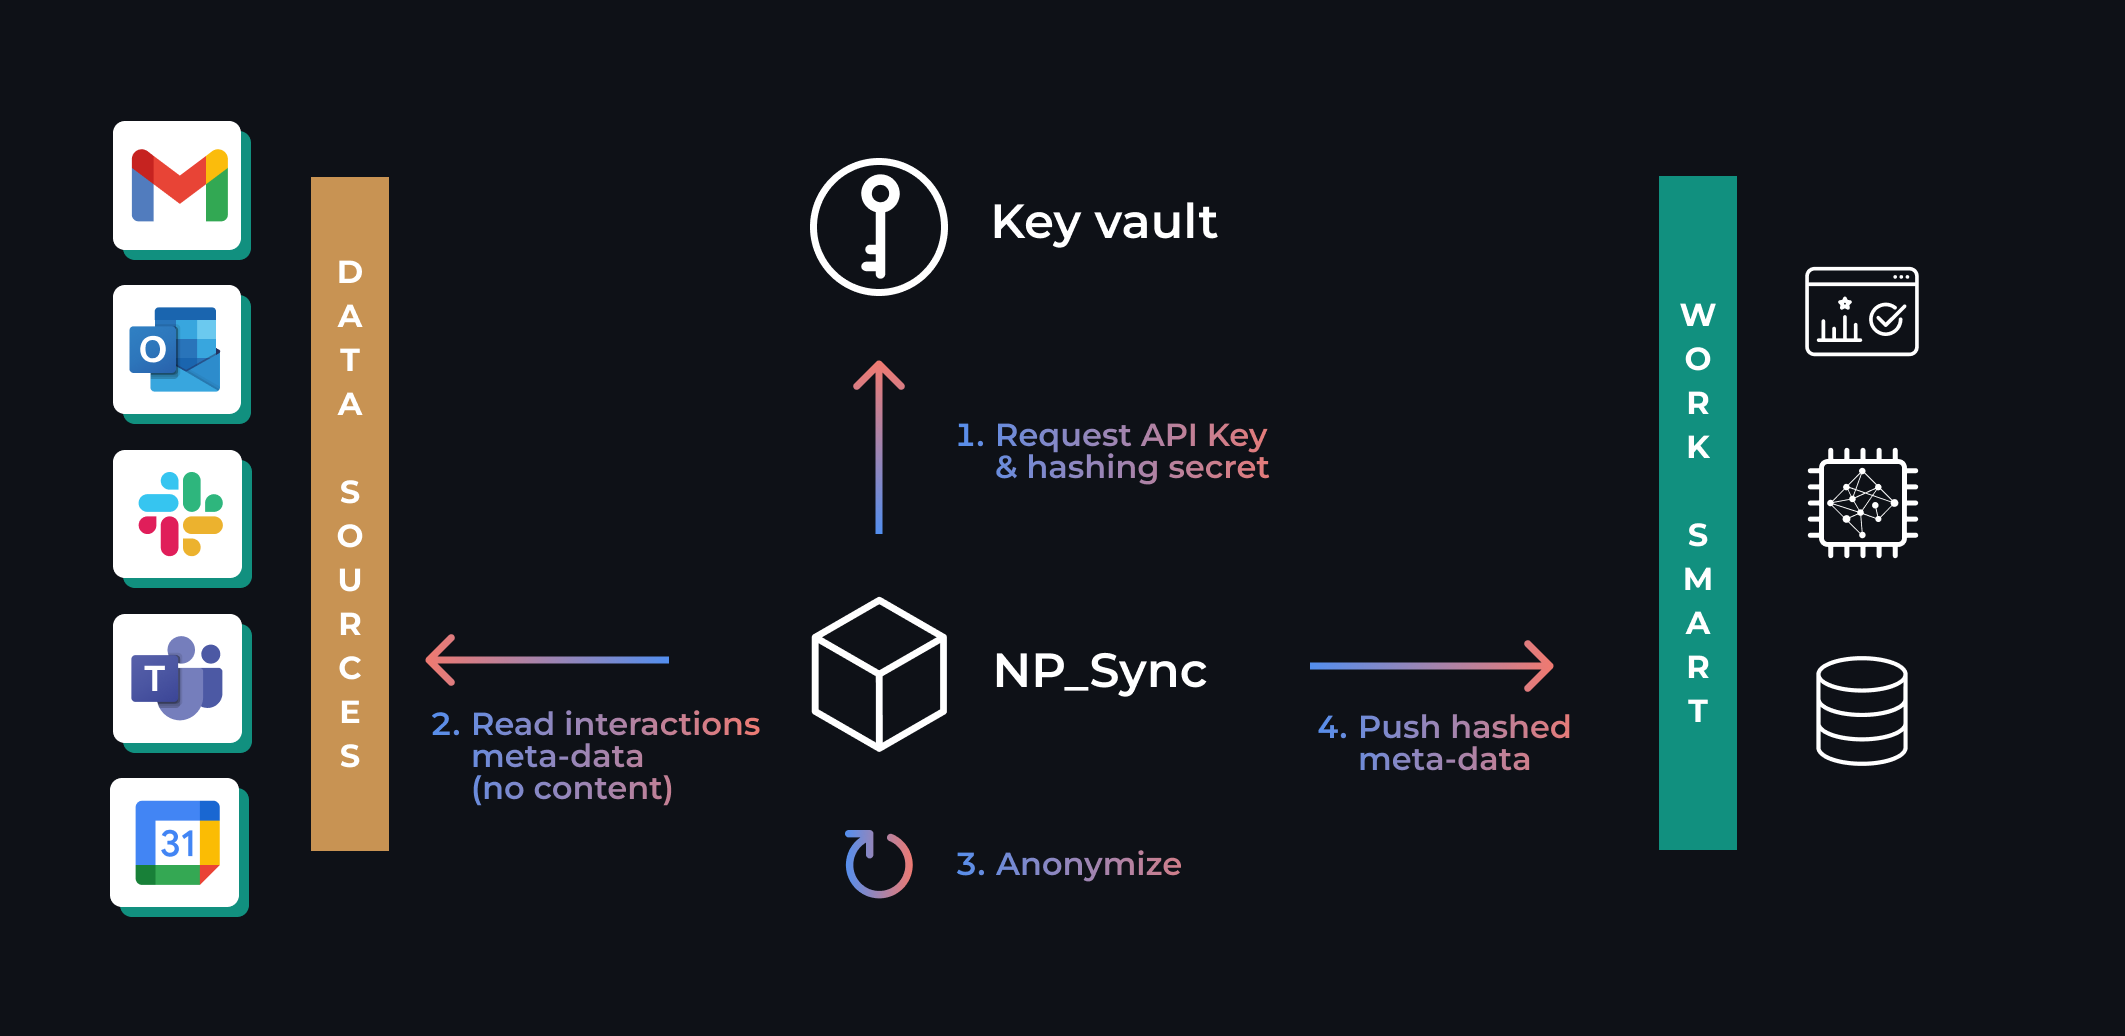 DATA SOURCES
O
T
31
Key vault
1. Request API Key
& hashing secret
NP_Sync
2. Read interactions
meta-data
(no content)
3. Anonymize
4. Push hashed
meta-data
WORK SMART